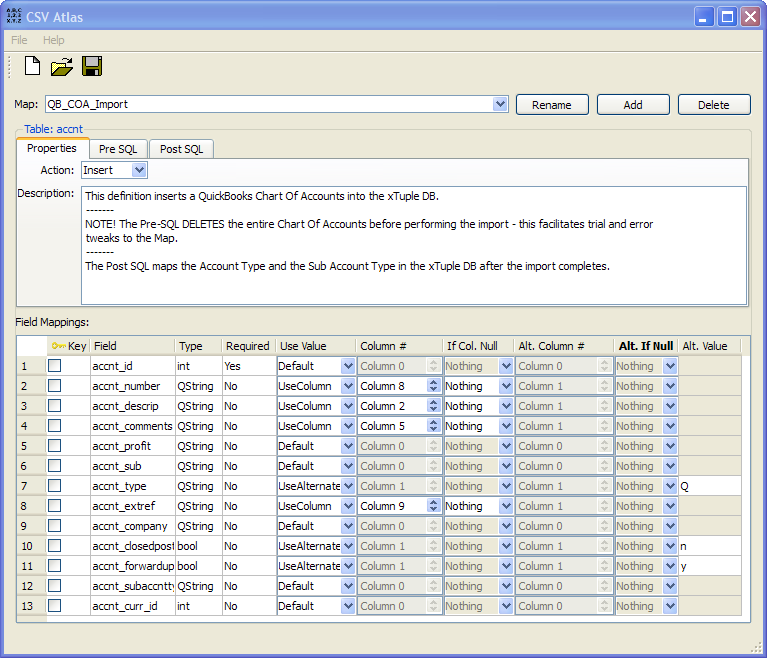 A,B,C
1,2,3
X,Y,Z
CSV Atlas
File Help
Map: QB_COA_Import Rename Add Delete
Table: accnt
Properties Pre SQL Post SQL
Action: Insert
Description: This definition inserts a QuickBooks Chart Of Accounts into the xTuple DB.
-------
NOTE! The Pre-SQL DELETES the entire Chart Of Accounts before performing the import - this facilitates trial and error
tweaks to the Map.
-------
The Post SQL maps the Account Type and the Sub Account Type in the xTuple DB after the import completes.
Field Mappings:
Key Field Type Required Use Value Column # If Col. Null Alt. Column # Alt. If Null Alt. Value
1 accnt_id int Yes Default Column 0 Nothing Column 0 Nothing
2 accnt_number QString No UseColumn Column 8 Nothing Column 1 Nothing
3 accnt_descrip QString No UseColumn Column 2 Nothing Column 1 Nothing
4 accnt_comments QString No UseColumn Column 5 Nothing Column 1 Nothing
5 accnt_profit QString No Default Column 0 Nothing Column 0 Nothing
6 accnt_sub QString No Default Column 0 Nothing Column 0 Nothing
7 accnt_type QString No UseAlternate Column 1 Nothing Column 1 Nothing Q
8 accnt_extref QString No UseColumn Column 9 Nothing Column 1 Nothing
9 accnt_company QString No Default Column 0 Nothing Column 0 Nothing
10 accnt_closedpost bool No UseAlternate Column 1 Nothing Column 1 Nothing n
11 accnt_forwardup bool No UseAlternate Column 1 Nothing Column 1 Nothing y
12 accnt_subaccntty QString No Default Column 0 Nothing Column 0 Nothing
13 accnt_curr_id int No Default Column 0 Nothing Column 0 Nothing